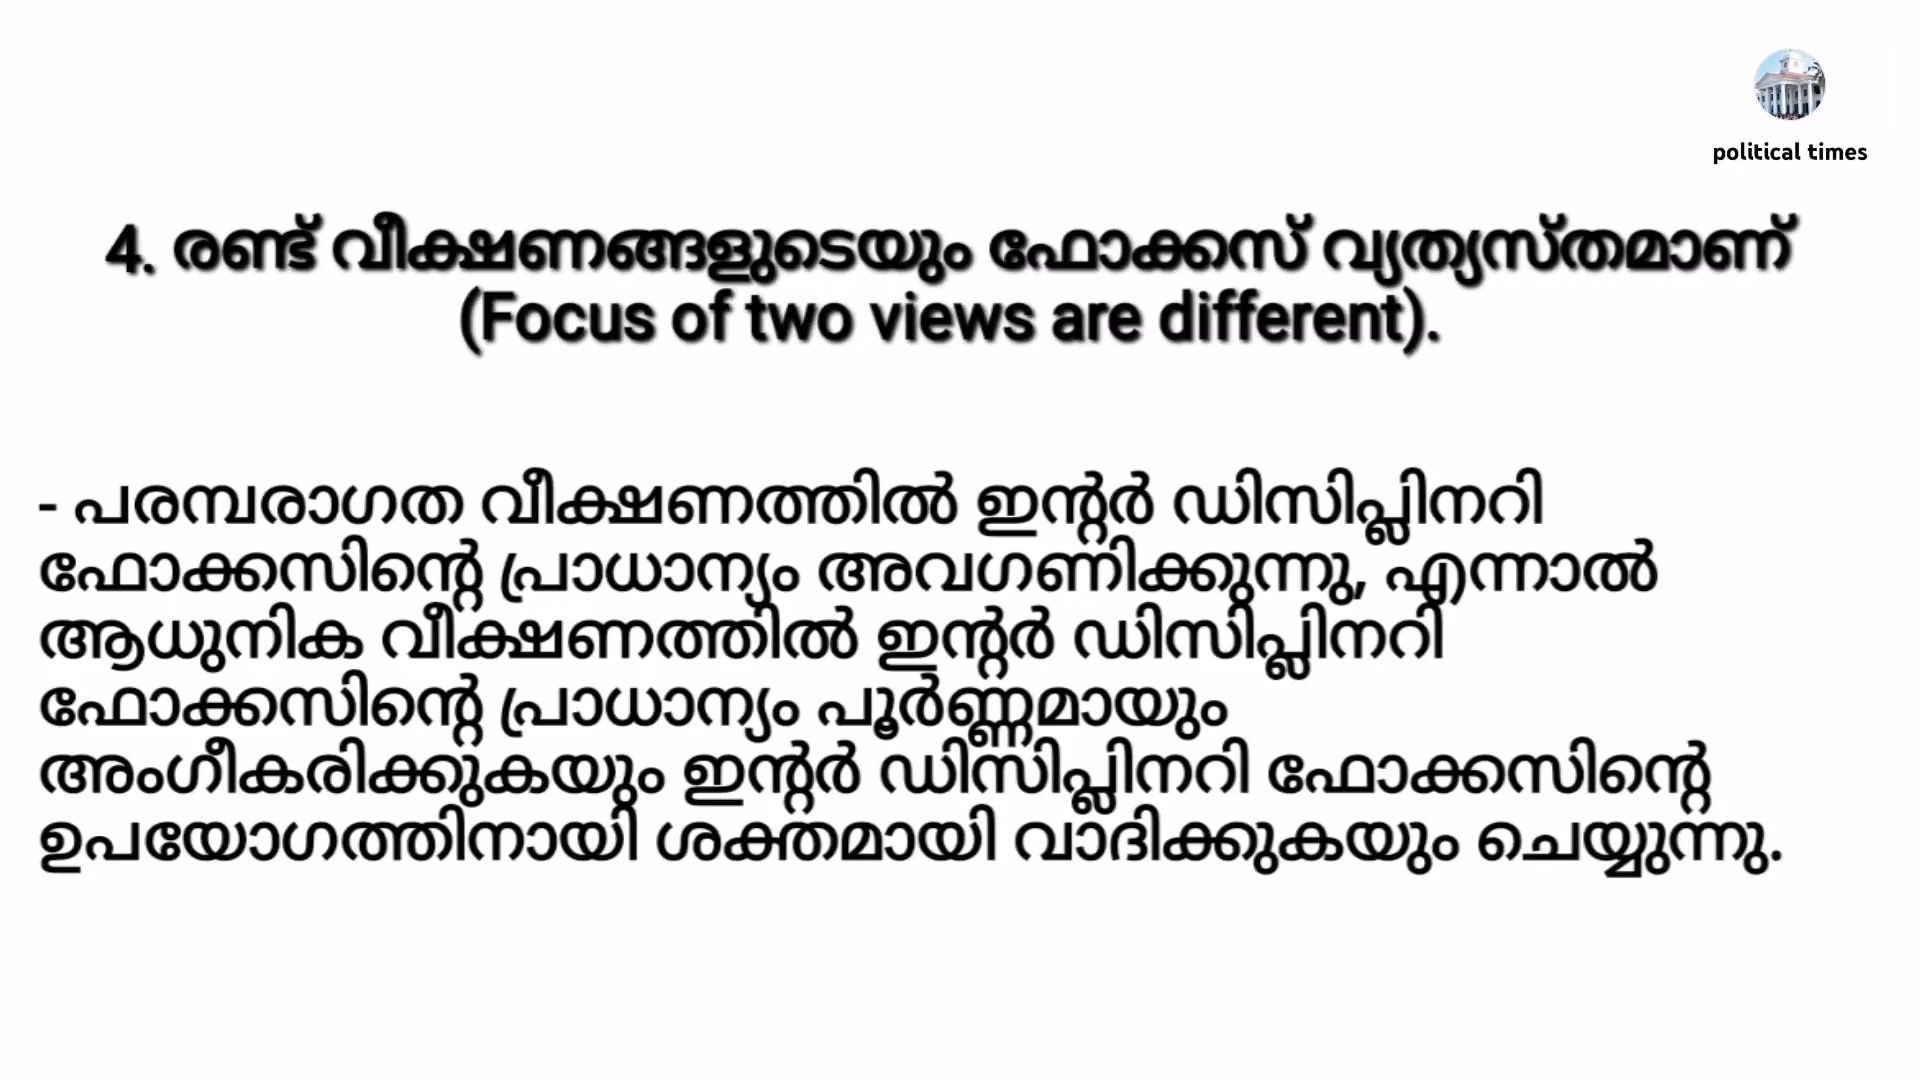 political times
4. രണ്ട് വീക്ഷണങ്ങളുടെയും ഫോക്കസ് വ്യത്യസ്തമാണ്
(Focus of two views are different).
- പരമ്പരാഗത വീക്ഷണത്തിൽ ഇന്റർ ഡിസിപ്ലിനറി
ഫോക്കസിന്റെ പ്രാധാന്യം അവഗണിക്കുന്നു, എന്നാൽ
ആധുനിക വീക്ഷണത്തിൽ ഇന്റർ ഡിസിപ്ലിനറി
ഫോക്കസിന്റെ പ്രാധാന്യം പൂർണ്ണമായും
അംഗീകരിക്കുകയും ഇന്റർ ഡിസിപ്ലിനറി ഫോക്കസിന്റെ
ഉപയോഗത്തിനായി ശക്തമായി വാദിക്കുകയും ചെയ്യുന്നു.